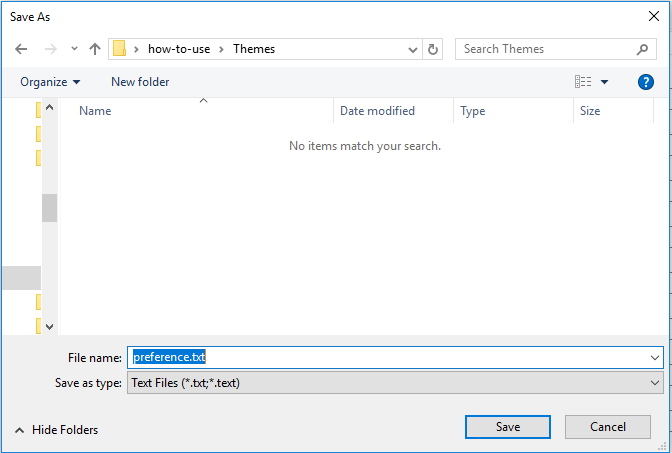 Save As
how-to-use Themes Search Themes
Organize New folder ?
Name Date modified Type Size
No items match your search.
File name: preference.txt
Save as type: Text Files (*.txt;*.text)
Hide Folders Save Cancel